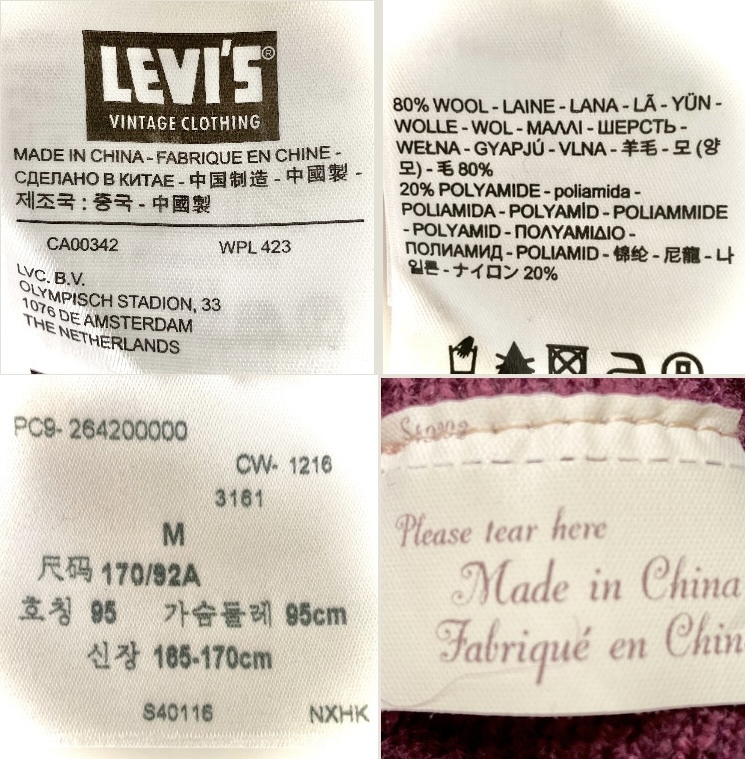 LEVI'S®
VINTAGE CLOTHING
MADE IN CHINA - FABRIQUE EN CHINE -
СДЕЛАНО В КИТАЕ - 中国制造 - 中國製 -
제조국 : 중국 - 中國製
CA00342 WPL 423
LVC. B.V.
OLYMPISCH STADION, 33
1076 DE AMSTERDAM
THE NETHERLANDS
80% WOOL - LAINE - LANA - LÃ - YÜN -
WOLLE - WOL - ΜΑΛΛΙ - ШЕРСТЬ -
WEŁNA - GYAPJÚ - VLNA - 羊毛 - 모 (양
모) - 毛 80%
20% POLYAMIDE - poliamida -
POLIAMIDA - POLYAMİD - POLIAMMIDE
- POLYAMID - ΠΟΛΥΑΜΙΔΙΟ -
ПОЛИАМИД - POLIAMID - 锦纶 - 尼龍 - 나
일론 - ナイロン 20%
PC9- 264200000
CW- 1216
3161
M
尺码 170/92A
호칭 95 가슴둘레 95cm
신장 165-170cm
S40116 NXHK
Please tear here
Made in China
Fabriqué en Chin